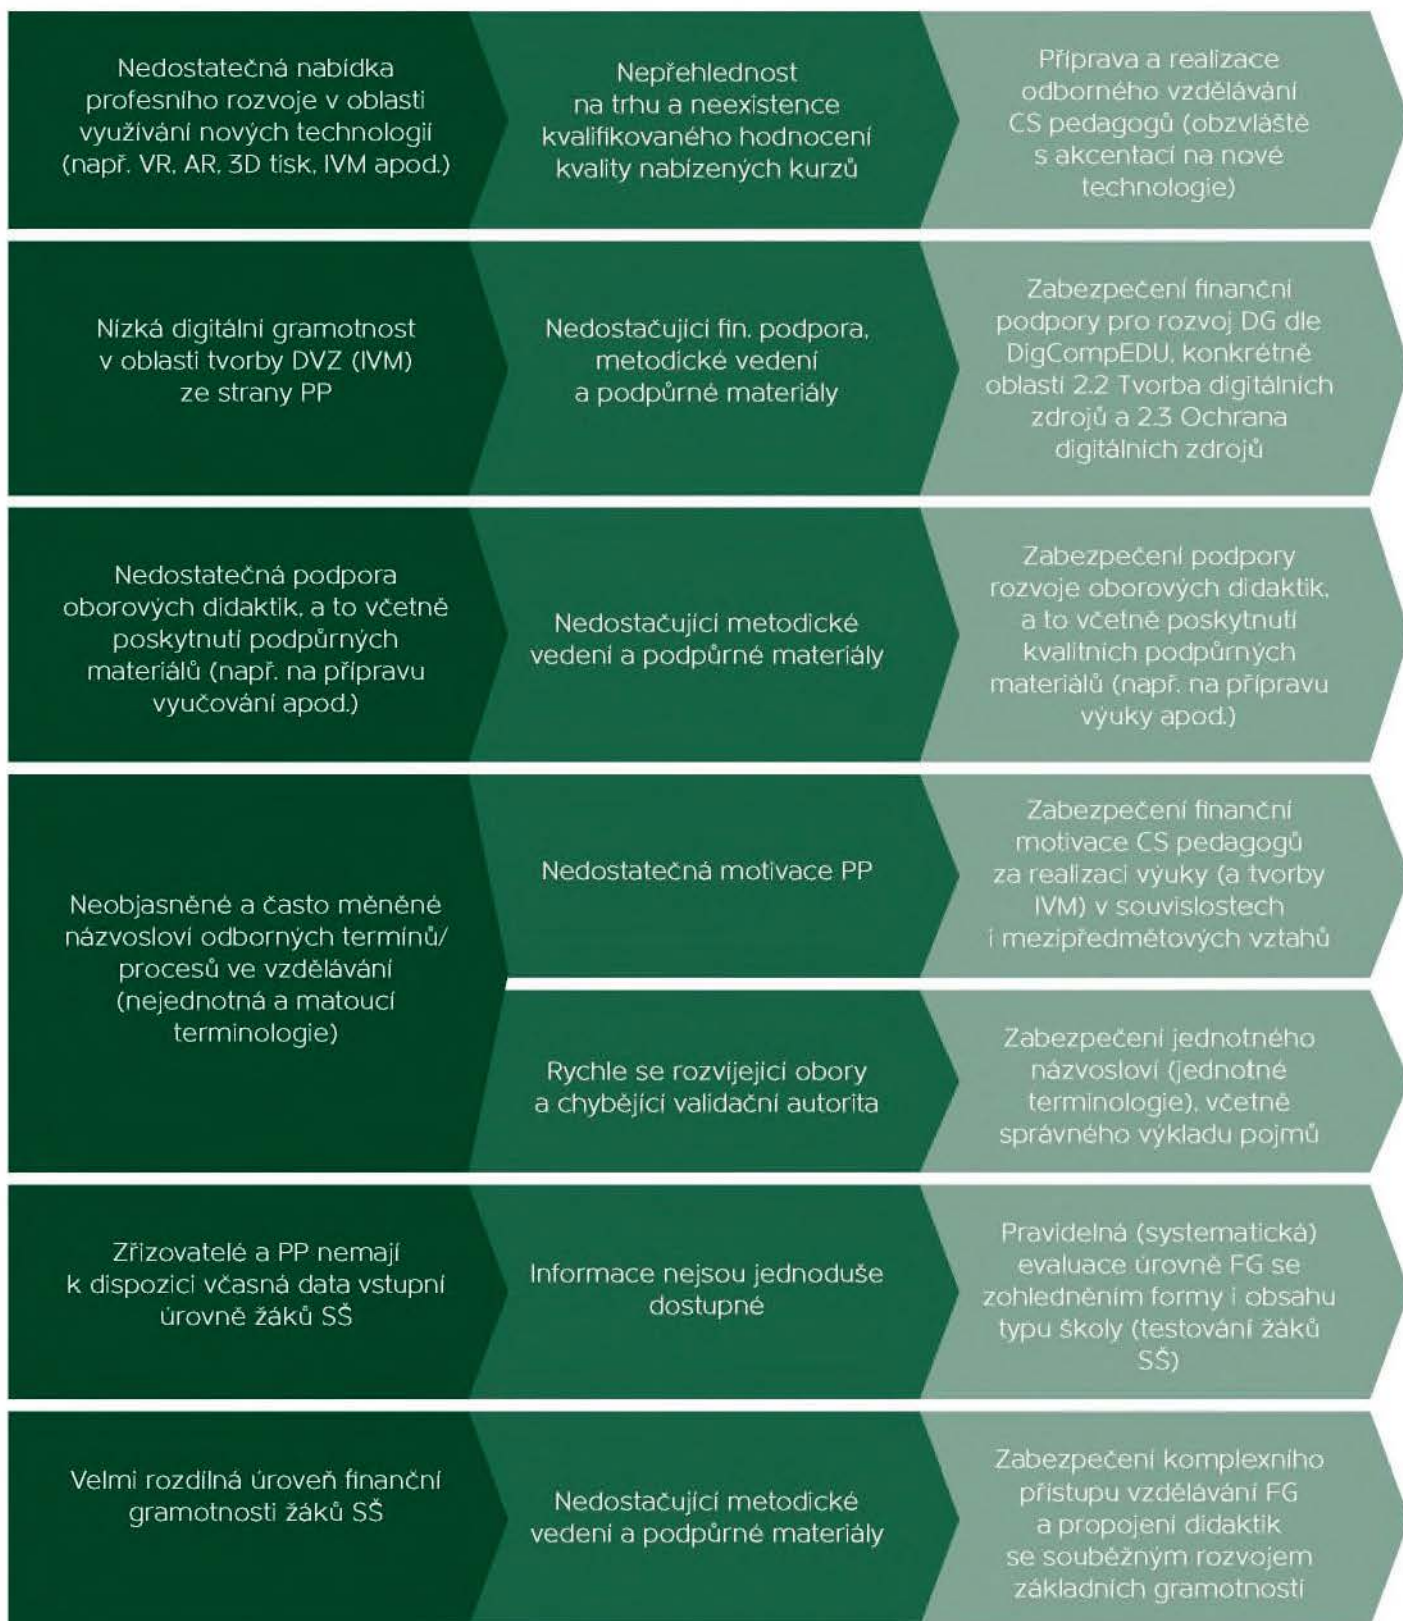 Nedostatečná nabídka
profesního rozvoje v oblasti
využívání nových technologií
(např. VR, AR, 3D tisk, IVM apod.)
Nepřehlednost
na trhu a neexistence
kvalifikovaného hodnocení
kvality nabízených kurzů
Příprava a realizace
odborného vzdělávání
CS pedagogů (obzvláště
s akcentací na nové
technologie)
Nízká digitální gramotnost
v oblasti tvorby DVZ (IVM)
ze strany PP
Nedostačující fin. podpora,
metodické vedení
a podpůrné materiály
Zabezpečení finanční
podpory pro rozvoj DG dle
DigCompEDU, konkrétně
oblastí 2.2 Tvorba digitálních
zdrojů a 2.3 Ochrana
digitálních zdrojů
Nedostatečná podpora
oborových didaktik, a to včetně
poskytnutí podpůrných
materiálů (např. na přípravu
vyučování apod.)
Nedostačující metodické
vedení a podpůrné materiály
Zabezpečení podpory
rozvoje oborových didaktik,
a to včetně poskytnutí
kvalitních podpůrných
materiálů (např. na přípravu
výuky apod.)
Neobjasněné a často měněné
názvosloví odborných termínů/
procesů ve vzdělávání
(nejednotná a matoucí
terminologie)
Nedostatečná motivace PP
Zabezpečení finanční
motivace CS pedagogů
za realizaci výuky (a tvorby
IVM) v souvislostech
i mezipředmětových vztahů
Rychle se rozvíjející obory
a chybějící validační autorita
Zabezpečení jednotného
názvosloví (jednotné
terminologie), včetně
správného výkladu pojmů
Zřizovatelé a PP nemají
k dispozici včasná data vstupní
úrovně žáků SŠ
Informace nejsou jednoduše
dostupné
Pravidelná (systematická)
evaluace úrovně FG se
zohledněním formy i obsahu
typu školy (testování žáků
SŠ)
Velmi rozdílná úroveň finanční
gramotnosti žáků SŠ
Nedostačující metodické
vedení a podpůrné materiály
Zabezpečení komplexního
přístupu vzdělávání FG
a propojení didaktik
se souběžným rozvojem
základních gramotností